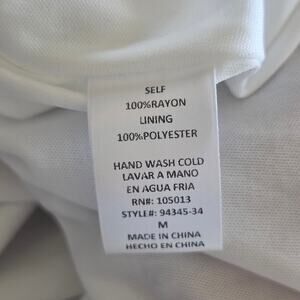 SELF
100%RAYON
LINING
100%POLYESTER
HAND WASH COLD
LAVAR A MANO
EN AGUA FRIA
RN#: 105013
STYLE#: 94345-34
M
MADE IN CHINA
HECHO EN CHINA